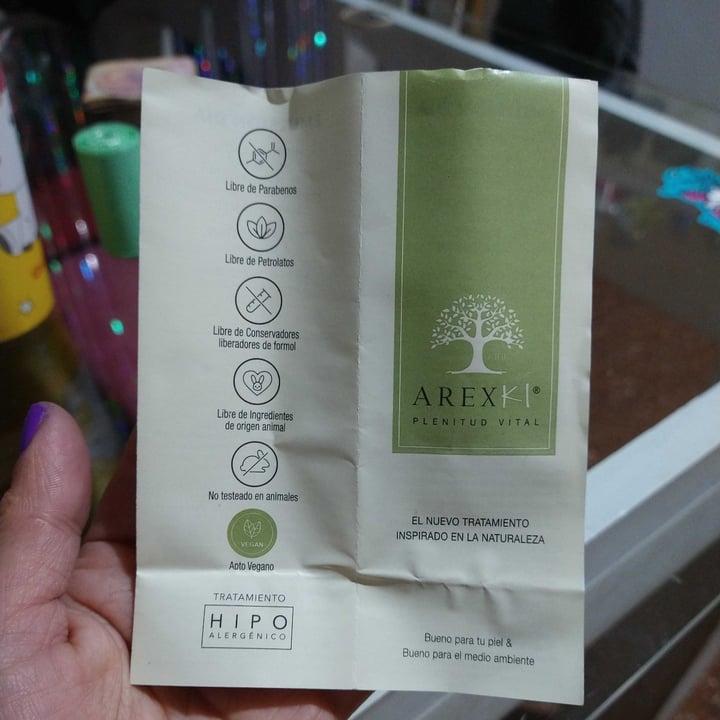 Libre de Parabenos
Libre de Petrolatos
Libre de Conservadores
liberadores de formol
Libre de Ingredientes
de origen animal
No testeado en animales
VEGAN
Apto Vegano
TRATAMIENTO
HIPO
ALERGÉNICO
AREXKI®
PLENITUD VITAL
EL NUEVO TRATAMIENTO
INSPIRADO EN LA NATURALEZA
Bueno para tu piel &
Bueno para el medio ambiente